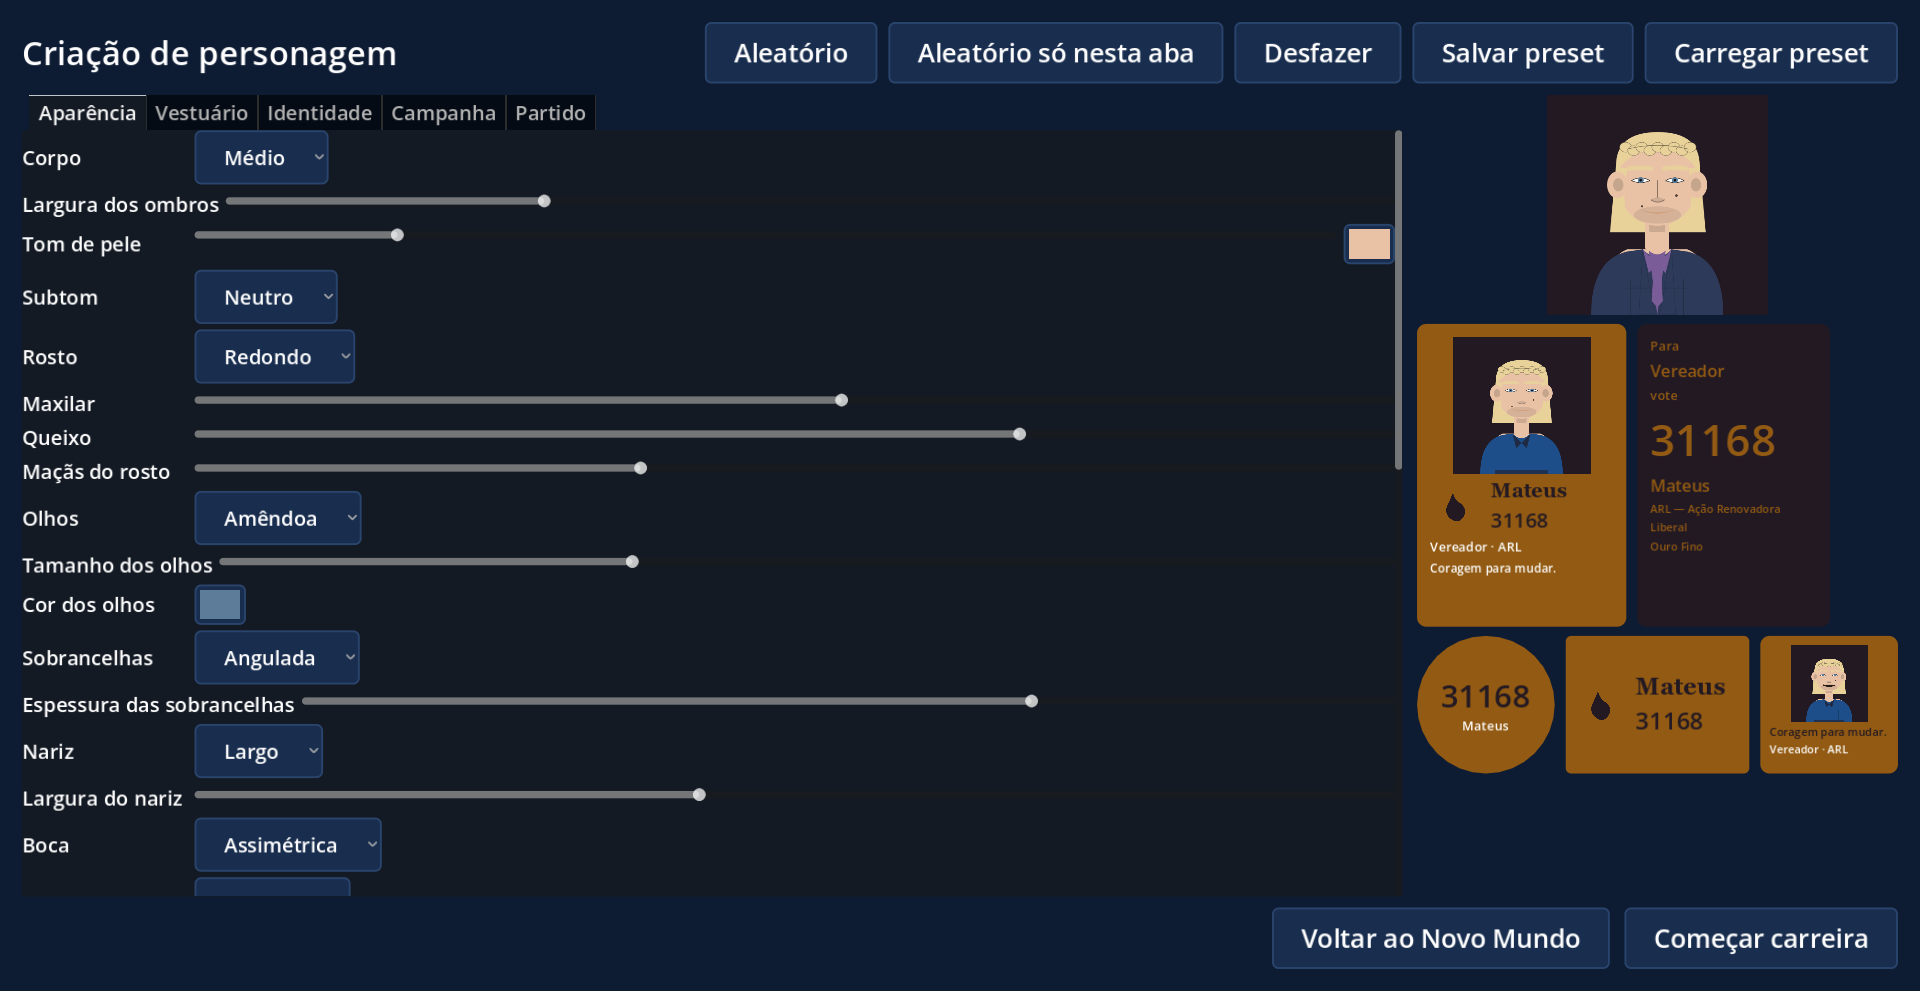 Criação de personagem
Aleatório
Aleatório só nesta aba
Desfazer
Salvar preset
Carregar preset
Aparência
Vestuário
Identidade
Campanha
Partido
Corpo
Médio
Largura dos ombros
Tom de pele
Subtom
Neutro
Rosto
Redondo
Maxilar
Queixo
Maçãs do rosto
Olhos
Amêndoa
Tamanho dos olhos
Cor dos olhos
Sobrancelhas
Angulada
Espessura das sobrancelhas
Nariz
Largo
Largura do nariz
Boca
Assimétrica
Mateus
31168
Vereador · ARL
Coragem para mudar.
Para
Vereador
vote
31168
Mateus
ARL — Ação Renovadora
Liberal
Ouro Fino
31168
Mateus
Mateus
31168
Coragem para mudar.
Vereador · ARL
Voltar ao Novo Mundo
Começar carreira